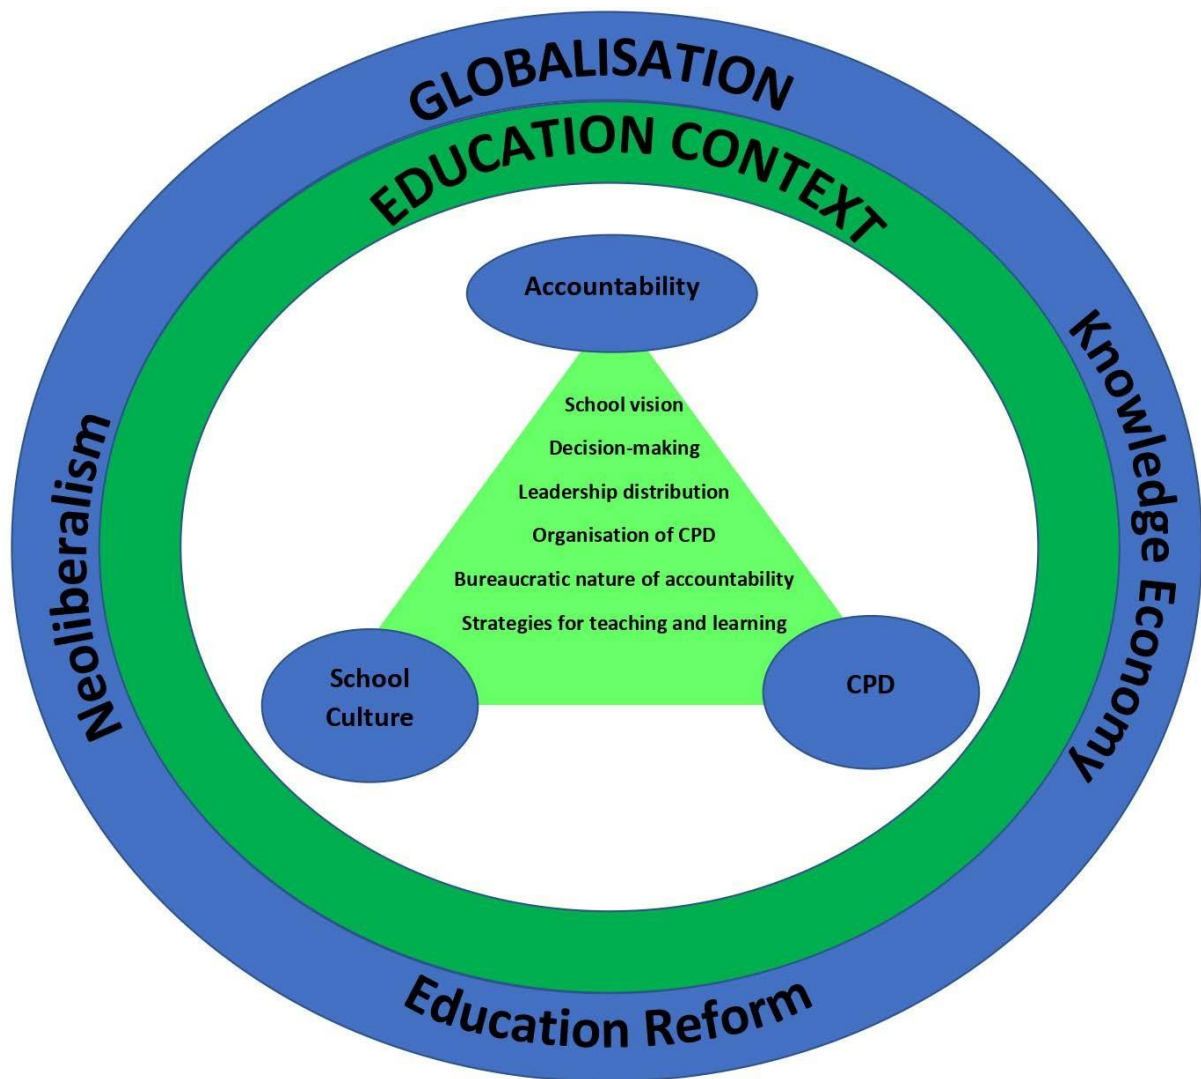 GLOBALISATION
EDUCATION CONTEXT
Accountability
School vision
Decision-making
Leadership distribution
Organisation of CPD
Bureaucratic nature of accountability
Strategies for teaching and learning
School
Culture
CPD
Neoliberalism
Knowledge Economy
Education Reform